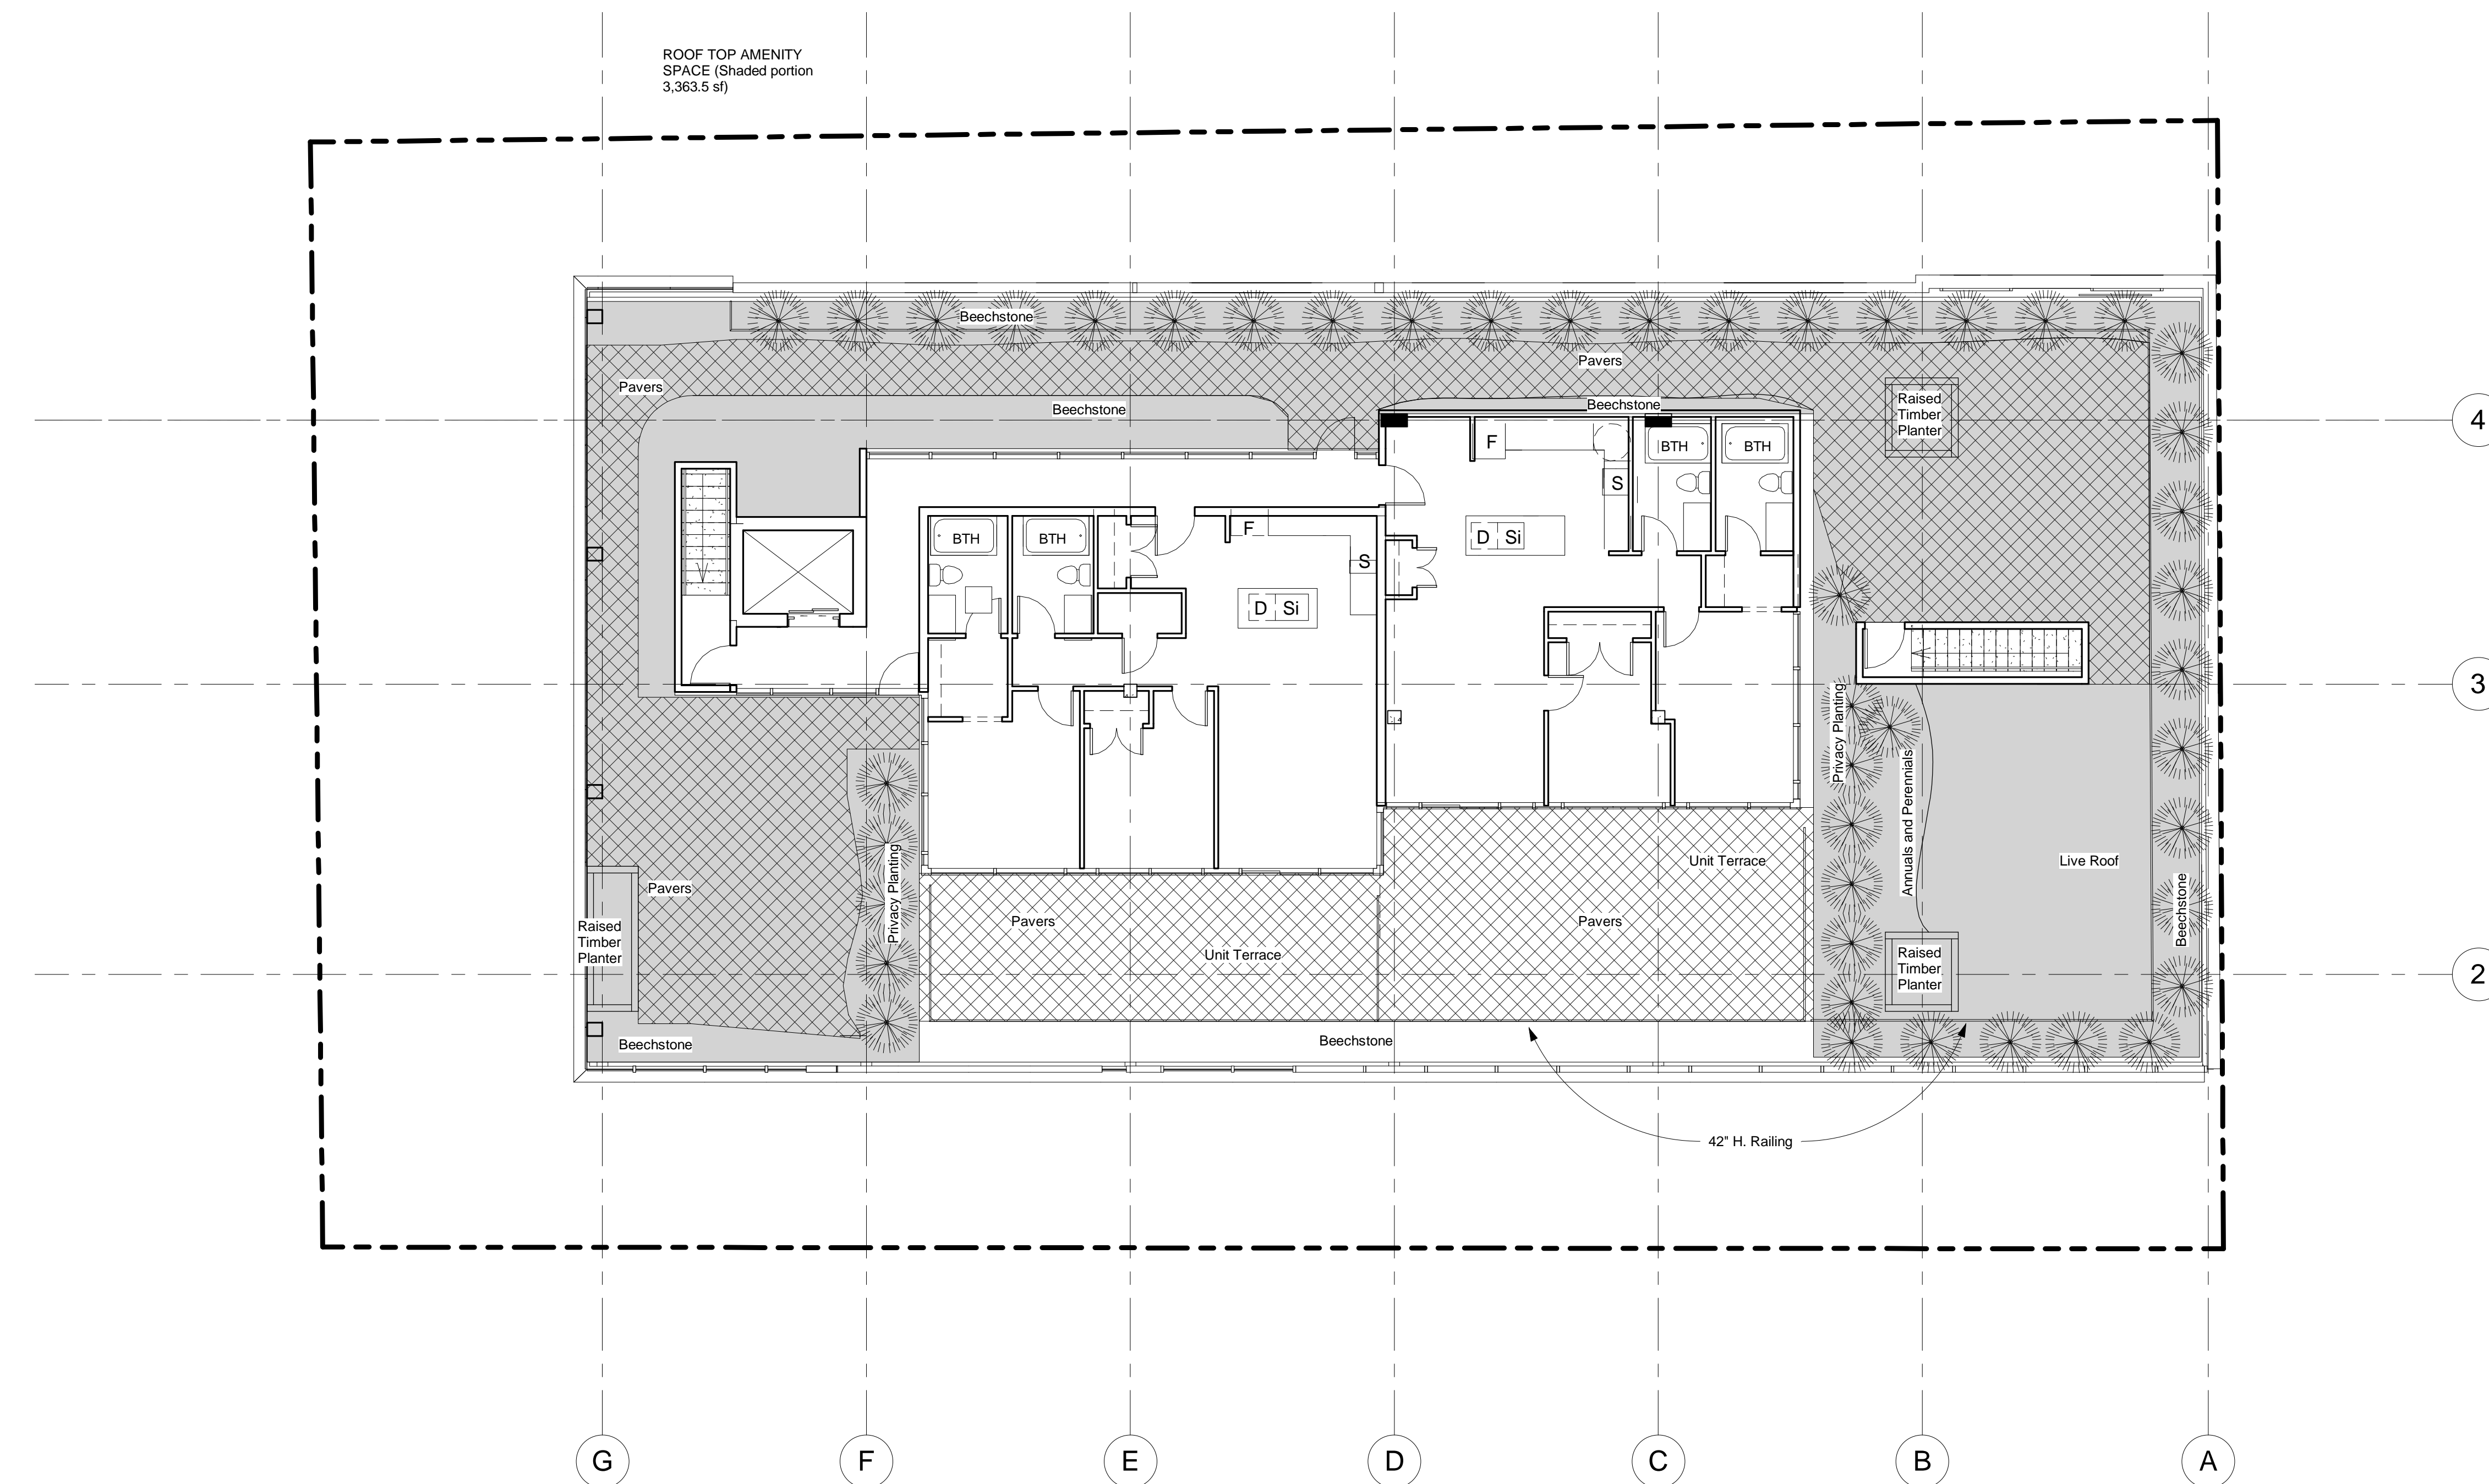 ROOF TOP AMENITY
SPACE (Shaded portion
3,363.5 sf)
Beechstone
Pavers
Pavers
Beechstone
Beechstone
Raised
Timber
Planter
4
F
BTH
BTH
S
BTH
BTH
F
D Si
S
D Si
3
Privacy Planting
Annuals and Perennials
Live Roof
Unit Terrace
Privacy Planting
Pavers
Beechstone
Pavers
Pavers
Raised
Timber
Planter
Unit Terrace
Raised
Timber
Planter
2
Beechstone
Beechstone
42" H. Railing
G
F
E
D
C
B
A